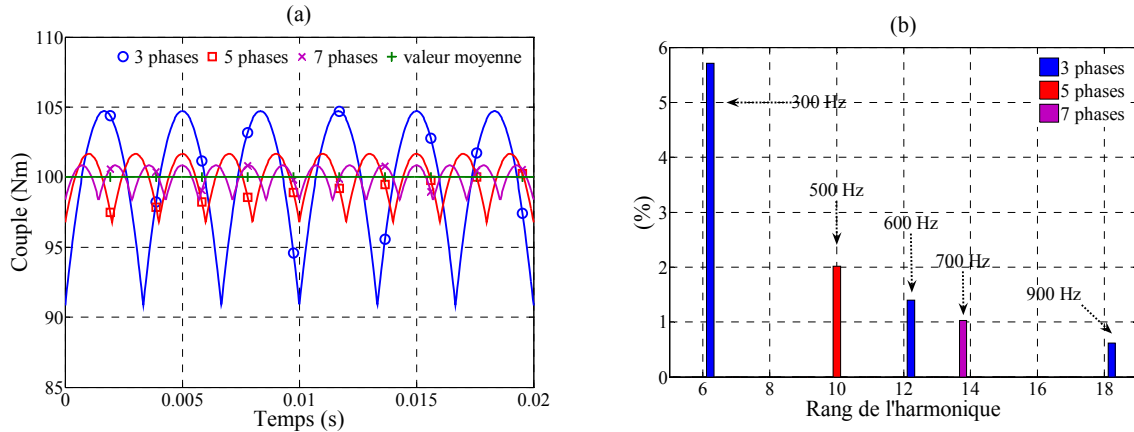 (a)
110
105
100
95
90
85
Couple (Nm)
3 phases
5 phases
7 phases
valeur moyenne
0
0.005
0.01
0.015
0.02
Temps (s)
(b)
6
5
4
3
2
1
0
(%)
3 phases
5 phases
7 phases
300 Hz
500 Hz
600 Hz
700 Hz
900 Hz
6
8
10
12
14
16
18
Rang de l'harmonique